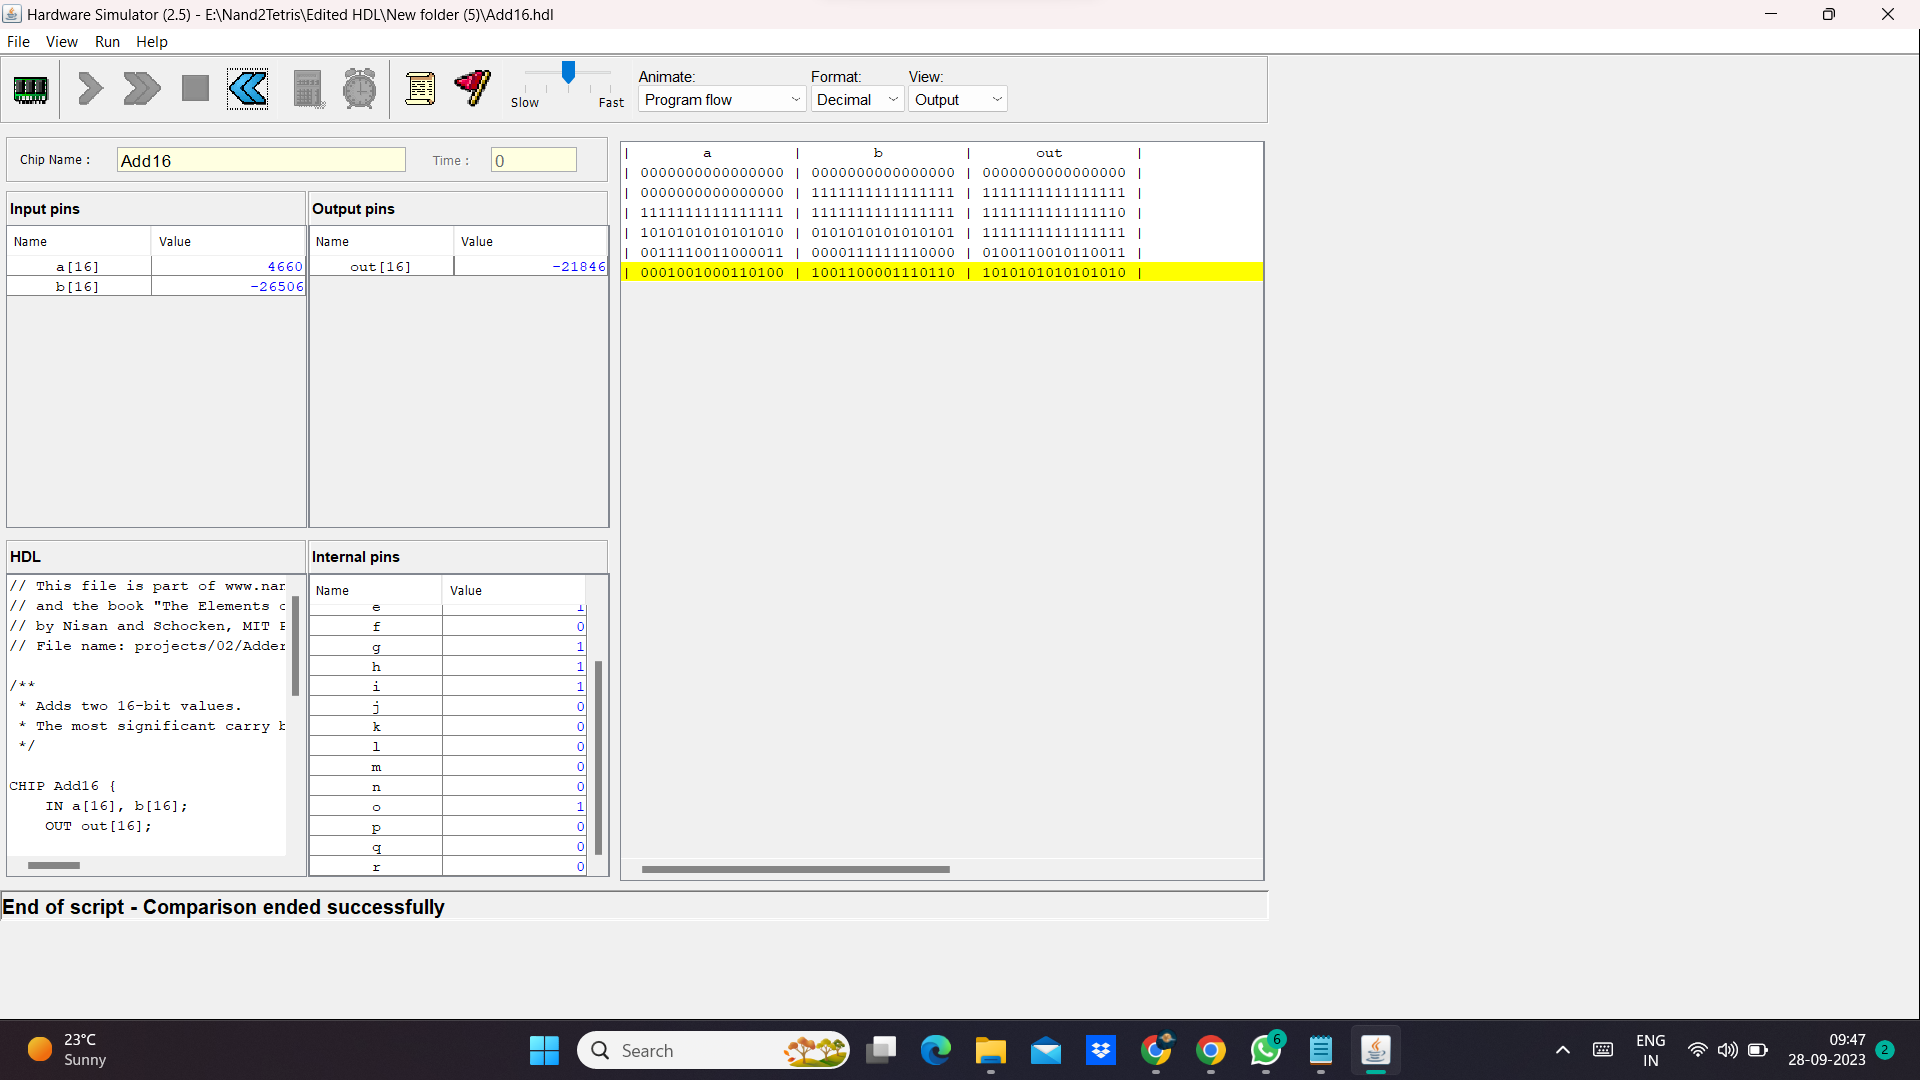 Hardware Simulator (2.5) - E:\Nand2Tetris\Edited HDL\New folder (5)\Add16.hdl
File View Run Help
Slow Fast
Animate: Format: View:
Program flow Decimal Output
Chip Name : Add16 Time : 0
Input pins
Name Value
a[16] 4660
b[16] -26506
Output pins
Name Value
out[16] -21846
| a | b | out |
| 0000000000000000 | 0000000000000000 | 0000000000000000 |
| 0000000000000000 | 1111111111111111 | 1111111111111111 |
| 1111111111111111 | 1111111111111111 | 1111111111111110 |
| 1010101010101010 | 0101010101010101 | 1111111111111111 |
| 0011110011000011 | 0000111111110000 | 0100110010110011 |
| 0001001000110100 | 1001100001110110 | 1010101010101010 |
HDL
// This file is part of www.nan
// and the book "The Elements o
// by Nisan and Schocken, MIT P
// File name: projects/02/Adder
/**
* Adds two 16-bit values.
* The most significant carry b
*/
CHIP Add16 {
IN a[16], b[16];
OUT out[16];
Internal pins
Name Value
e 1
f 0
g 1
h 1
i 1
j 0
k 0
l 0
m 0
n 0
o 1
p 0
q 0
r 0
End of script - Comparison ended successfully
23°C
Sunny
Search
6
ENG
IN
09:47
28-09-2023
2